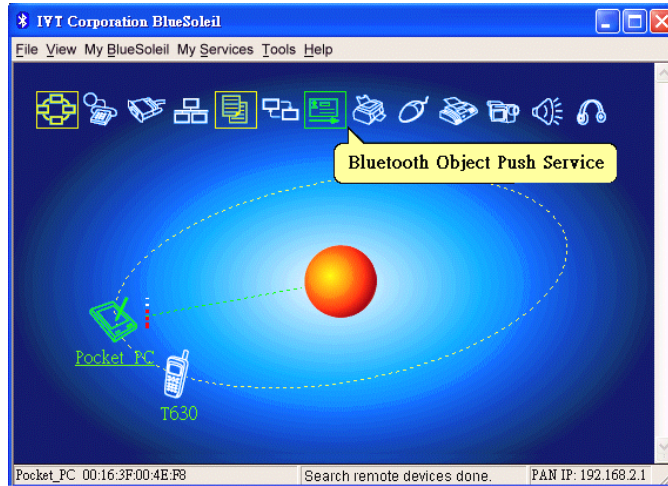 IVT Corporation BlueSoleil
File View My BlueSoleil My Services Tools Help
Bluetooth Object Push Service
Pocket_PC
T630
Pocket_PC 00:16:3F:00:4E:F8 Search remote devices done. PAN IP: 192.168.2.1